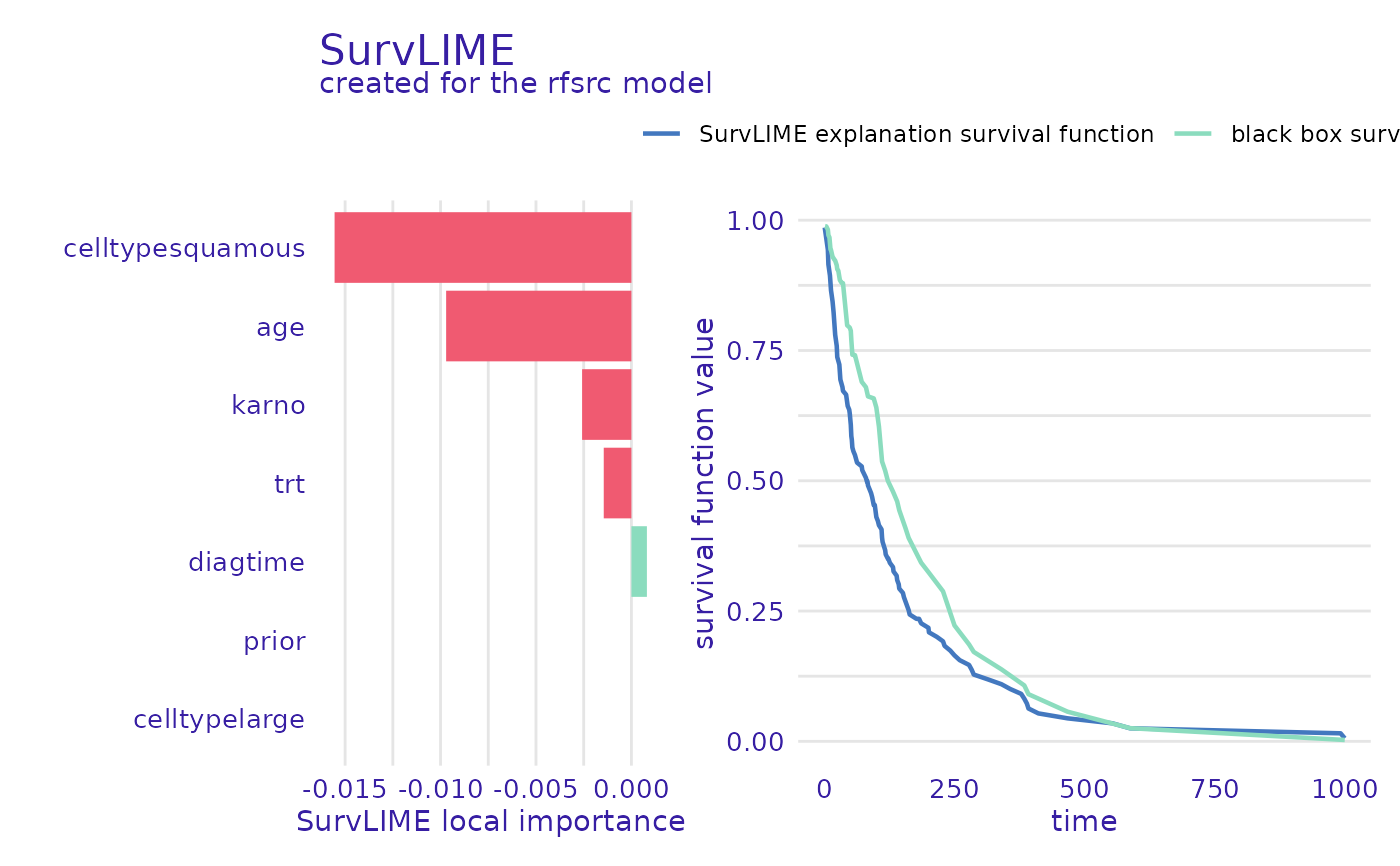 SurvLIME
created for the rfsrc model
SurvLIME explanation survival function black box surv
celltypesquamous
age
karno
trt
diagtime
prior
celltypelarge
-0.015 -0.010 -0.005 0.000
SurvLIME local importance
survival function value
1.00
0.75
0.50
0.25
0.00
0 250 500 750 1000
time